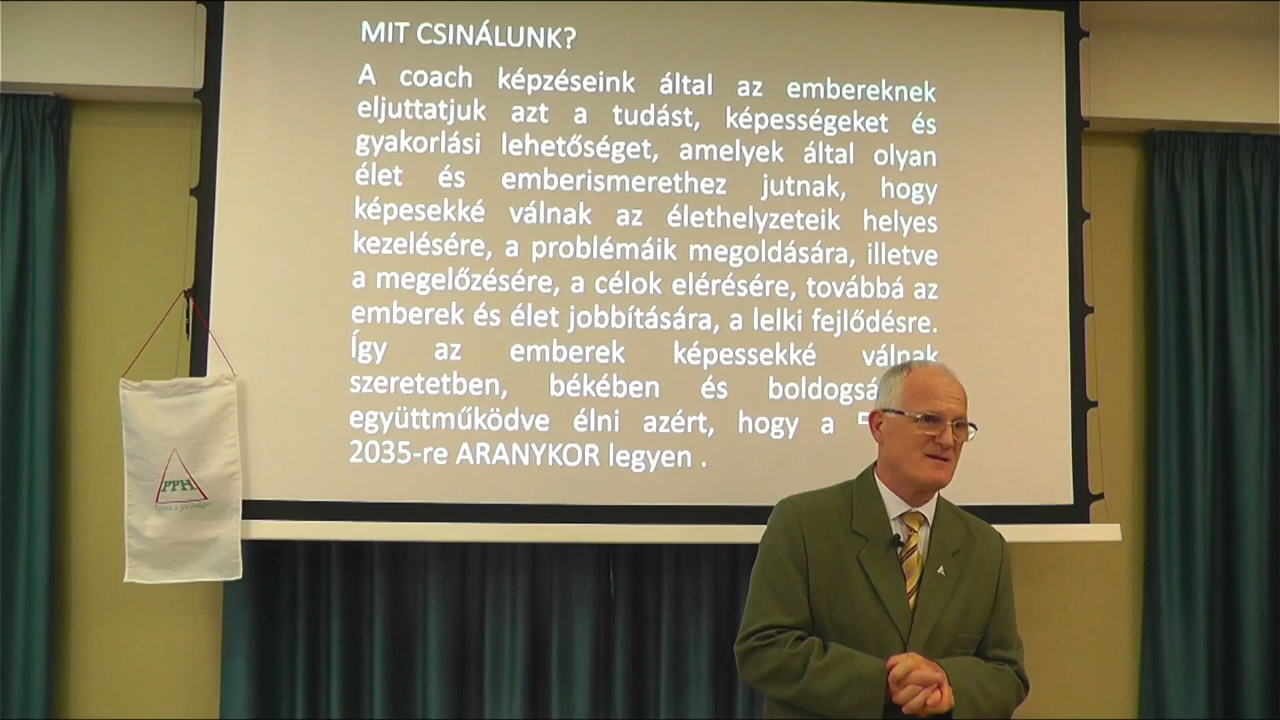 MIT CSINÁLUNK?
A coach képzéseink által az embereknek
eljuttatjuk azt a tudást, képességeket és
gyakorlási lehetőséget, amelyek által olyan
élet és emberismerethez jutnak, hogy
képesekké válnak az élethelyzeteik helyes
kezelésére, a problémáik megoldására, illetve
a megelőzésére, a célok elérésére, továbbá az
emberek és élet jobbítására, a lelki fejlődésre.
Így az emberek képessekké válnak
szeretetben, békében és
együttműködve élni azért, hogy a
2035-re ARANYKOR legyen .
PPH